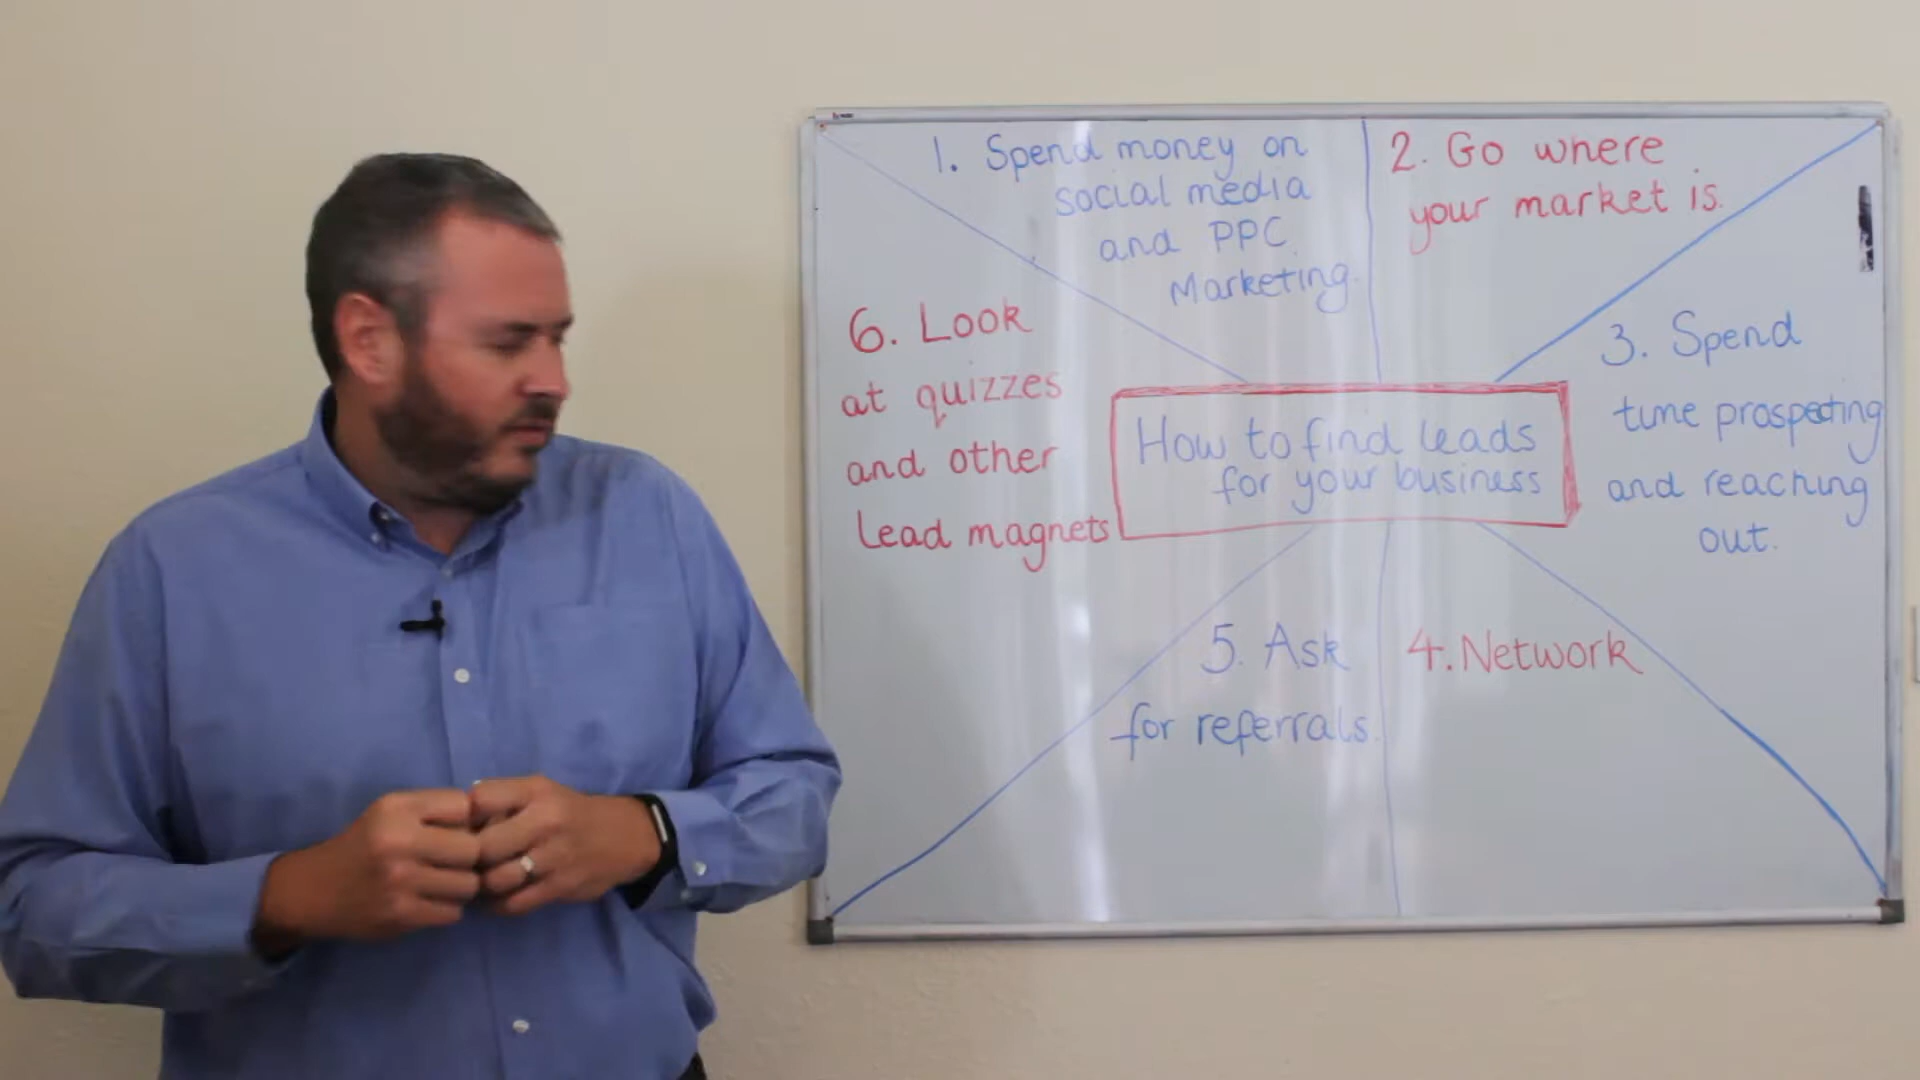 1. Spend money on
social media
and PPC
Marketing.
2. Go where
your market is.
3. Spend
time prospecting
and reaching
out.
4. Network
5. Ask
for referrals.
6. Look
at quizzes
and other
lead magnets
How to find leads
for your business